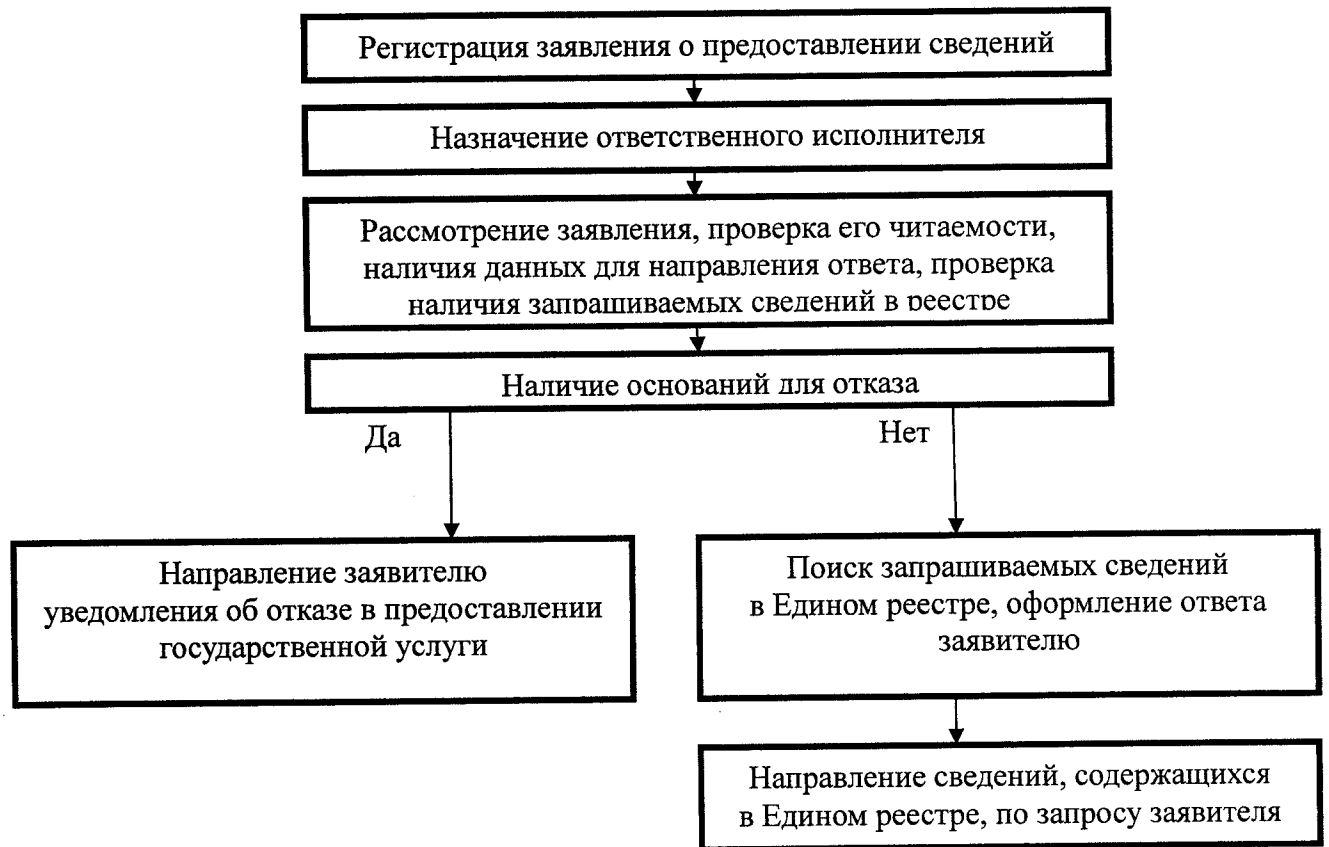 Регистрация заявления о предоставлении сведений
Назначение ответственного исполнителя
Рассмотрение заявления, проверка его читаемости,
наличия данных для направления ответа, проверка
наличия запрашиваемых сведений в реестре
Наличие оснований для отказа
Да
Нет
Направление заявителю
уведомления об отказе в предоставлении
государственной услуги
Поиск запрашиваемых сведений
в Едином реестре, оформление ответа
заявителю
Направление сведений, содержащихся
в Едином реестре, по запросу заявителя